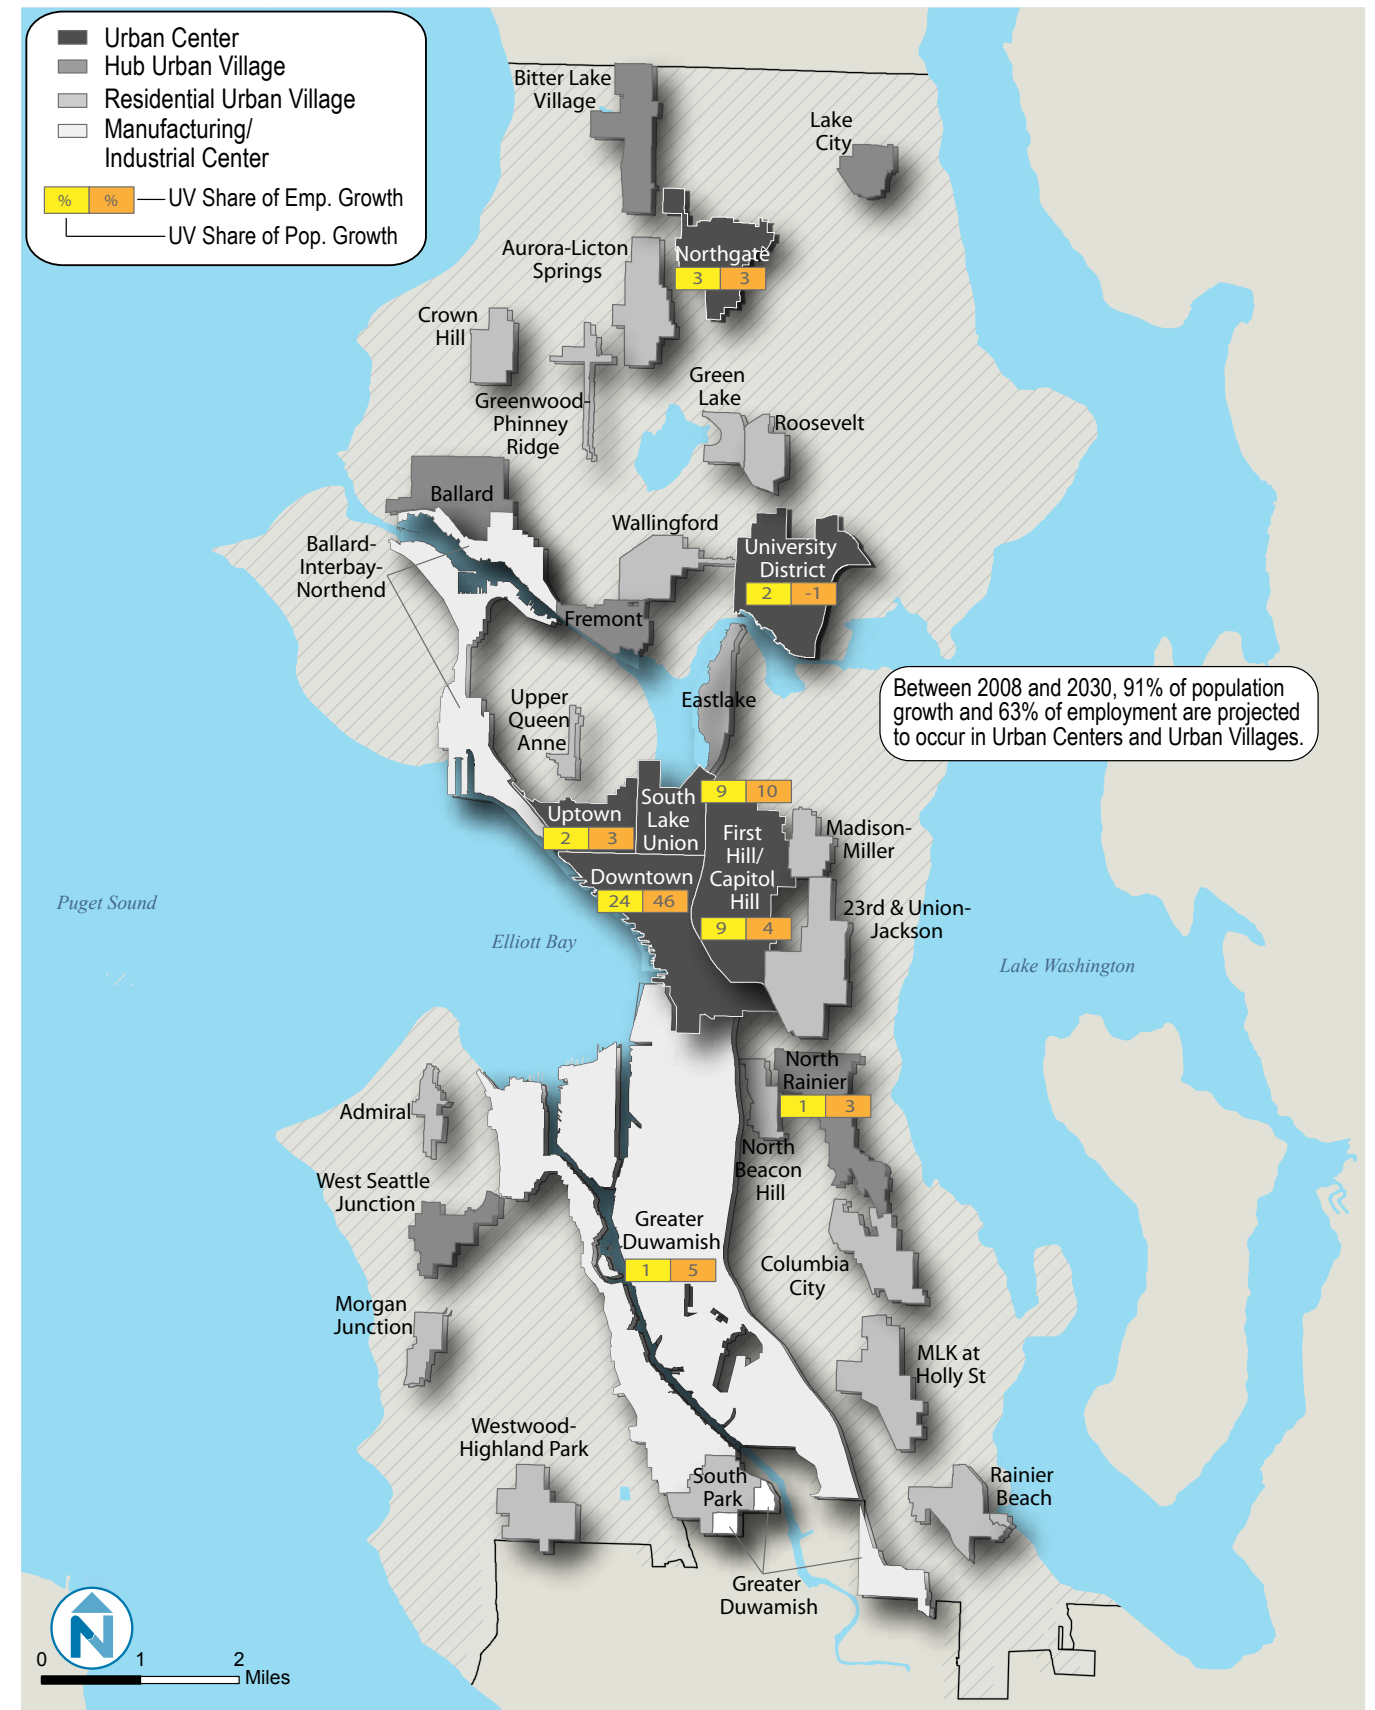 Urban Center
Hub Urban Village
Residential Urban Village
Manufacturing/
Industrial Center
% % UV Share of Emp. Growth
UV Share of Pop. Growth
Bitter Lake
Village
Lake
City
Aurora-Licton
Springs
Northgate
3 3
Crown
Hill
Greenwood-
Phinney
Ridge
Green
Lake
Roosevelt
Ballard
Wallingford
Ballard-
Interbay-
Northend
University
District
2 -1
Fremont
Eastlake
Upper
Queen
Anne
Between 2008 and 2030, 91% of population
growth and 63% of employment are projected
to occur in Urban Centers and Urban Villages.
South
Lake
Union
9 10
Uptown
2 3
First
Hill/
Capitol
Hill
9 4
Madison-
Miller
Downtown
24 46
23rd & Union-
Jackson
Puget Sound
Elliott Bay
Lake Washington
North
Rainier
1 3
Admiral
North
Beacon
Hill
West Seattle
Junction
Greater
Duwamish
1 5
Columbia
City
Morgan
Junction
MLK at
Holly St
Westwood-
Highland Park
South
Park
Rainier
Beach
Greater
Duwamish
N
0 1 2
Miles